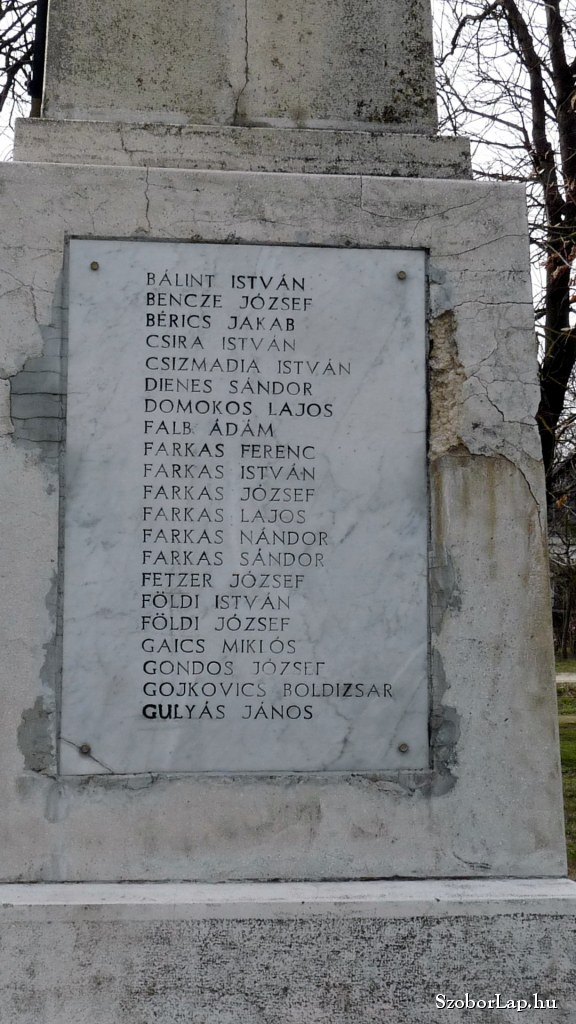 BÁLINT ISTVÁN
BENCZE JÓZSEF
BÉRICS JAKAB
CSIRA ISTVÁN
CSIZMADIA ISTVÁN
DIENES SÁNDOR
DOMOKOS LAJOS
FALB ÁDÁM
FARKAS FERENC
FARKAS ISTVÁN
FARKAS JÓZSEF
FARKAS LAJOS
FARKAS NÁNDOR
FARKAS SÁNDOR
FETZER JÓZSEF
FÖLDI ISTVÁN
FÖLDI JÓZSEF
GAICS MIKLÓS
GONDOS JÓZSEF
GOJKOVICS BOLDIZSAR
GULYÁS JÁNOS
SzoborLap.hu